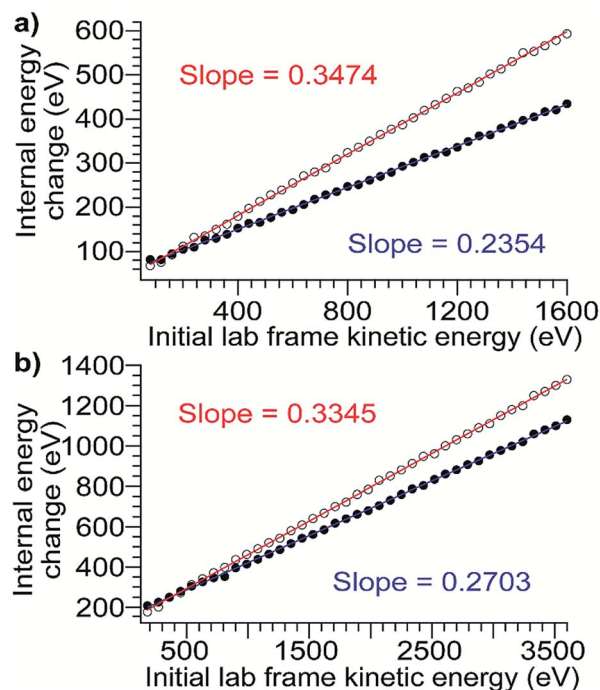 a)
600
500
400
300
200
100
Internal energy
change (eV)
Slope = 0.3474
Slope = 0.2354
400
800
1200
1600
Initial lab frame kinetic energy (eV)
b)
1400
1200
1000
800
600
400
200
Internal energy
change (eV)
Slope = 0.3345
Slope = 0.2703
500
1500
2500
3500
Initial lab frame kinetic energy (eV)